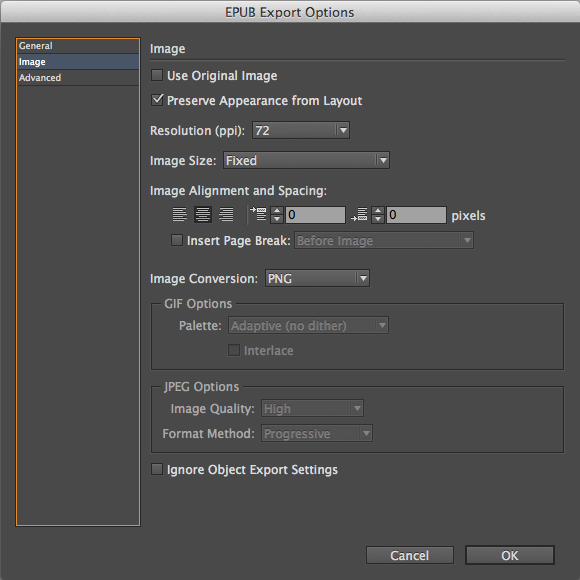 EPUB Export Options
General
Image
Advanced
Image
Use Original Image
Preserve Appearance from Layout
Resolution (ppi): 72
Image Size: Fixed
Image Alignment and Spacing:
0 0 pixels
Insert Page Break: Before Image
Image Conversion: PNG
GIF Options
Palette: Adaptive (no dither)
Interlace
JPEG Options
Image Quality: High
Format Method: Progressive
Ignore Object Export Settings
Cancel OK